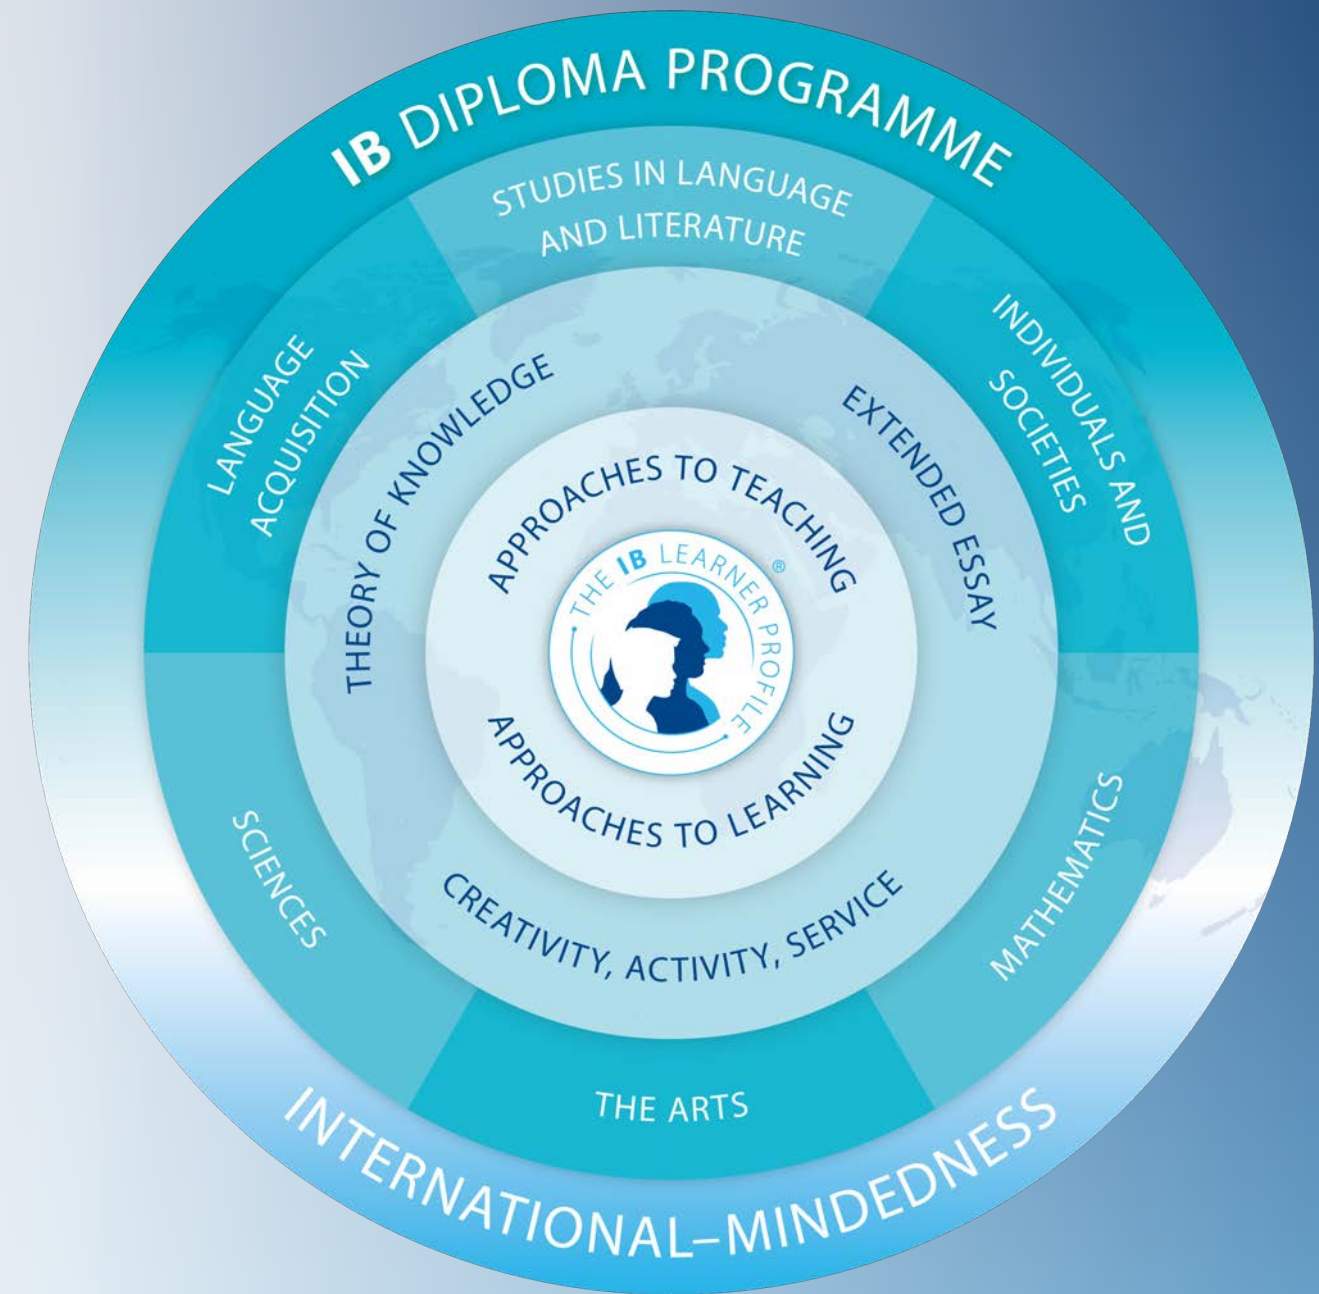 IB DIPLOMA PROGRAMME
STUDIES IN LANGUAGE
AND LITERATURE
INDIVIDUALS AND
SOCIETIES
MATHEMATICS
THE ARTS
SCIENCES
LANGUAGE
ACQUISITION
THEORY OF KNOWLEDGE
EXTENDED ESSAY
CREATIVITY, ACTIVITY, SERVICE
APPROACHES TO TEACHING
APPROACHES TO LEARNING
THE IB LEARNER PROFILE ®
INTERNATIONAL–MINDEDNESS